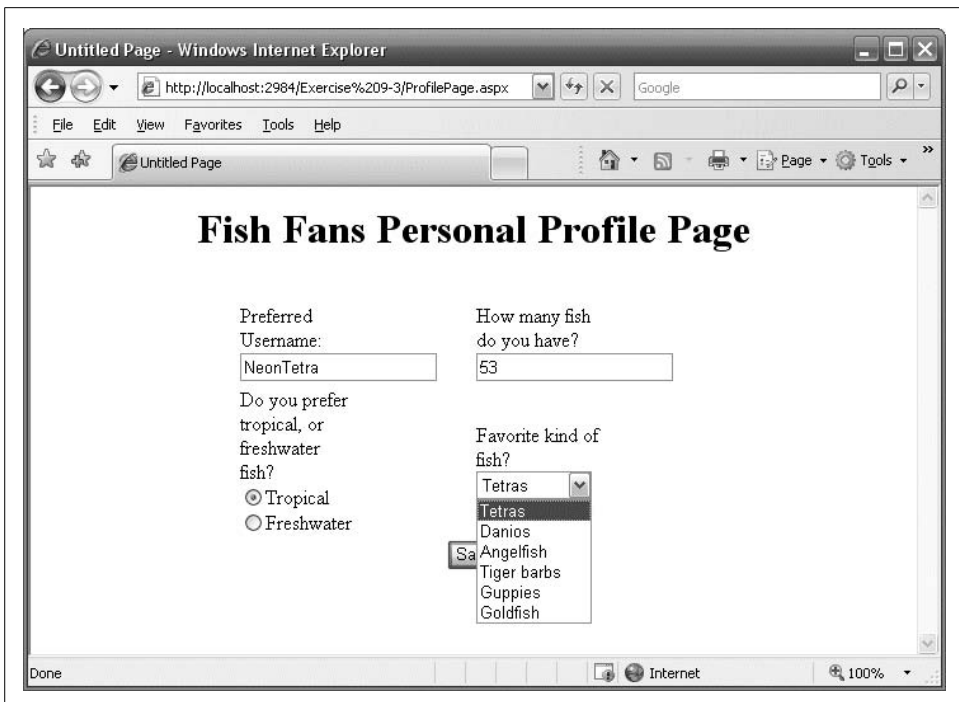 Untitled Page - Windows Internet Explorer
http://localhost:2984/Exercise%209-3/ProfilePage.aspx
Google
File Edit View Favorites Tools Help
Untitled Page
Page
Tools
»
Fish Fans Personal Profile Page
Preferred
Username:
NeonTetra
How many fish
do you have?
53
Do you prefer
tropical, or
freshwater
fish?
Tropical
Freshwater
Favorite kind of
fish?
Tetras
Tetras
Danios
Angelfish
Tiger barbs
Guppies
Goldfish
Sa
Done
Internet
100%